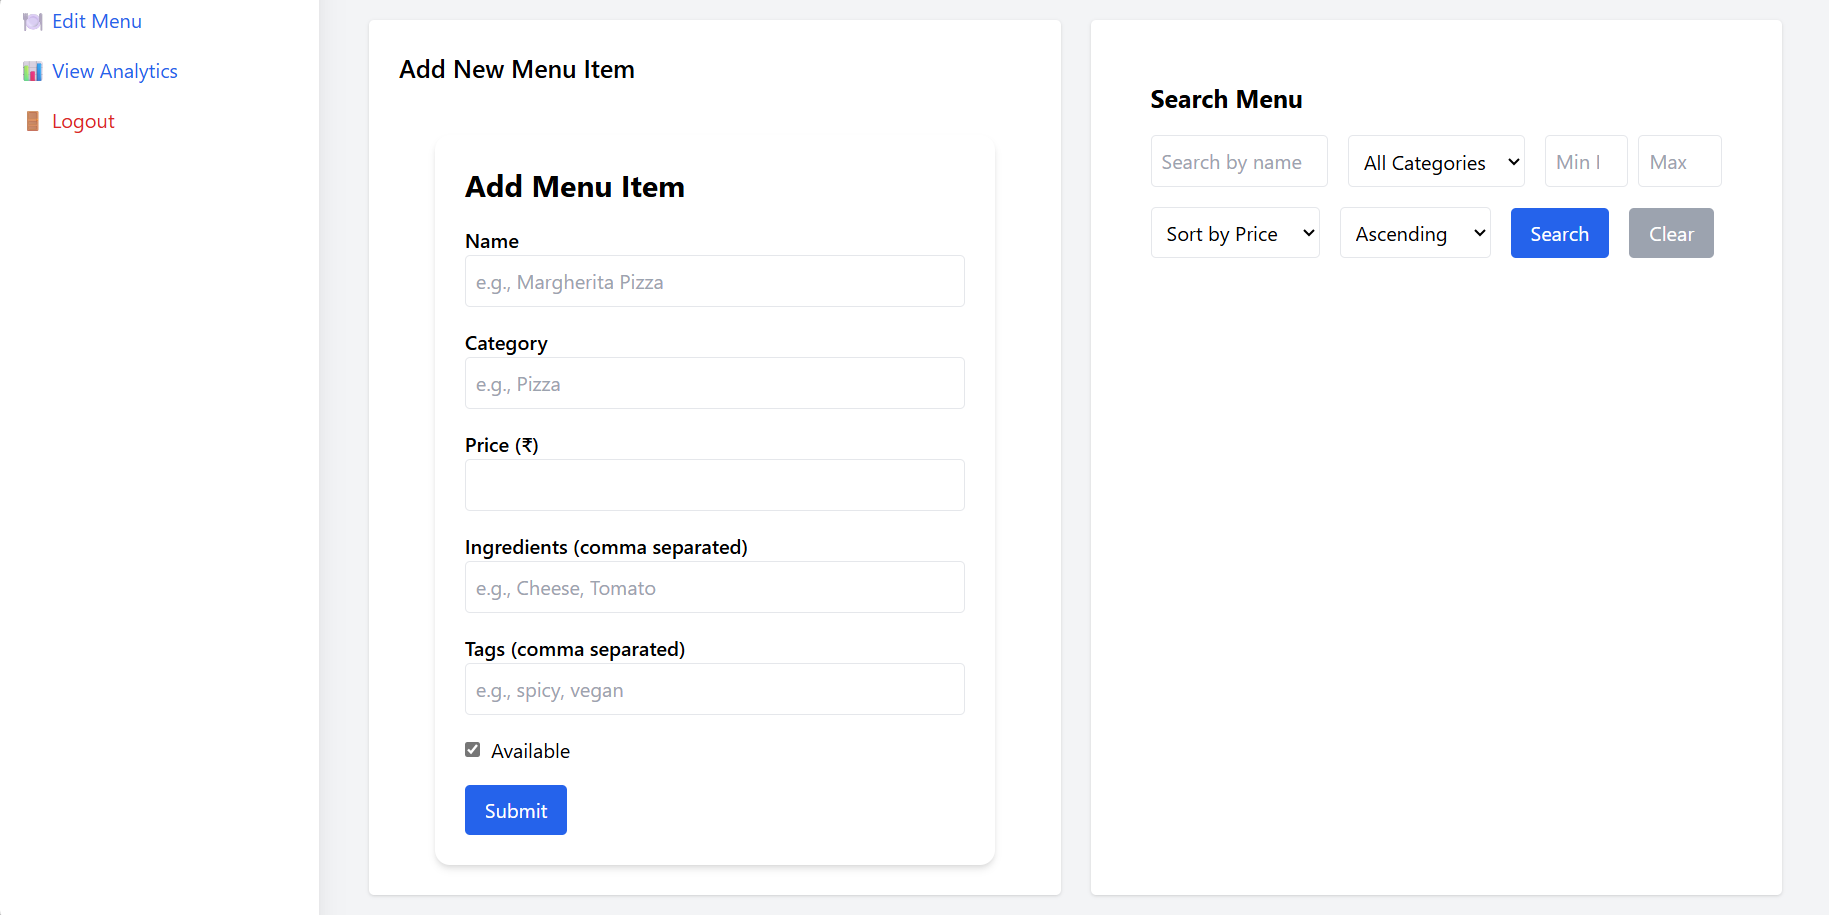 Edit Menu
View Analytics
Logout
Add New Menu Item
Add Menu Item
Name
e.g., Margherita Pizza
Category
e.g., Pizza
Price (₹)
Ingredients (comma separated)
e.g., Cheese, Tomato
Tags (comma separated)
e.g., spicy, vegan
Available
Submit
Search Menu
Search by name All Categories Min Max
Sort by Price Ascending Search Clear